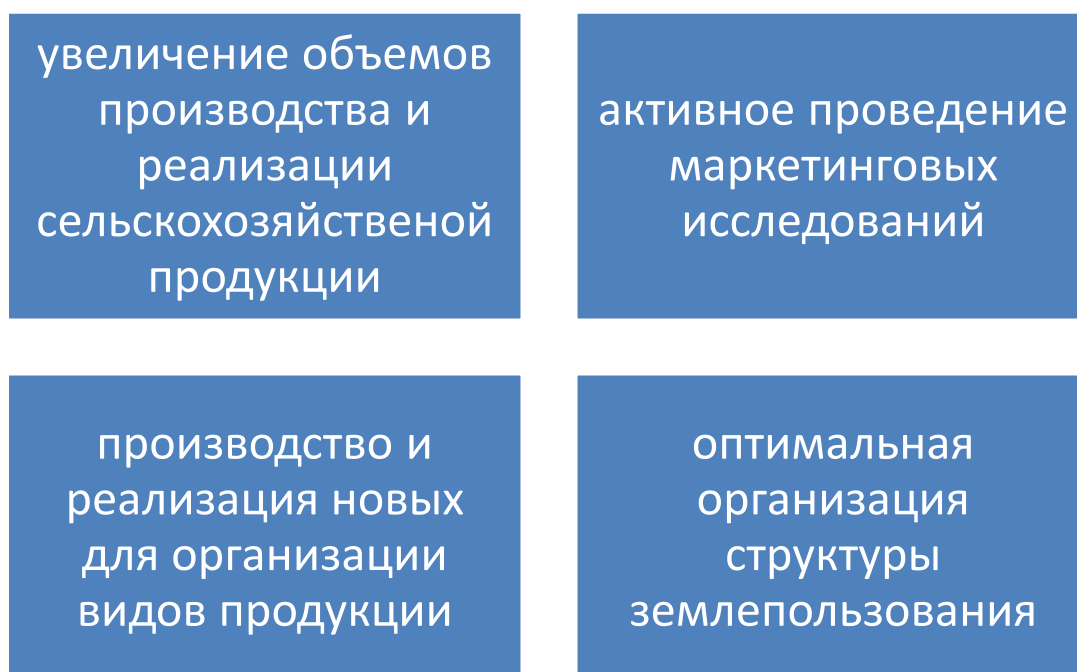 увеличение объемов
производства и
реализации
сельскохозяйственой
продукции
активное проведение
маркетинговых
исследований
производство и
реализация новых
для организации
видов продукции
оптимальная
организация
структуры
землепользования